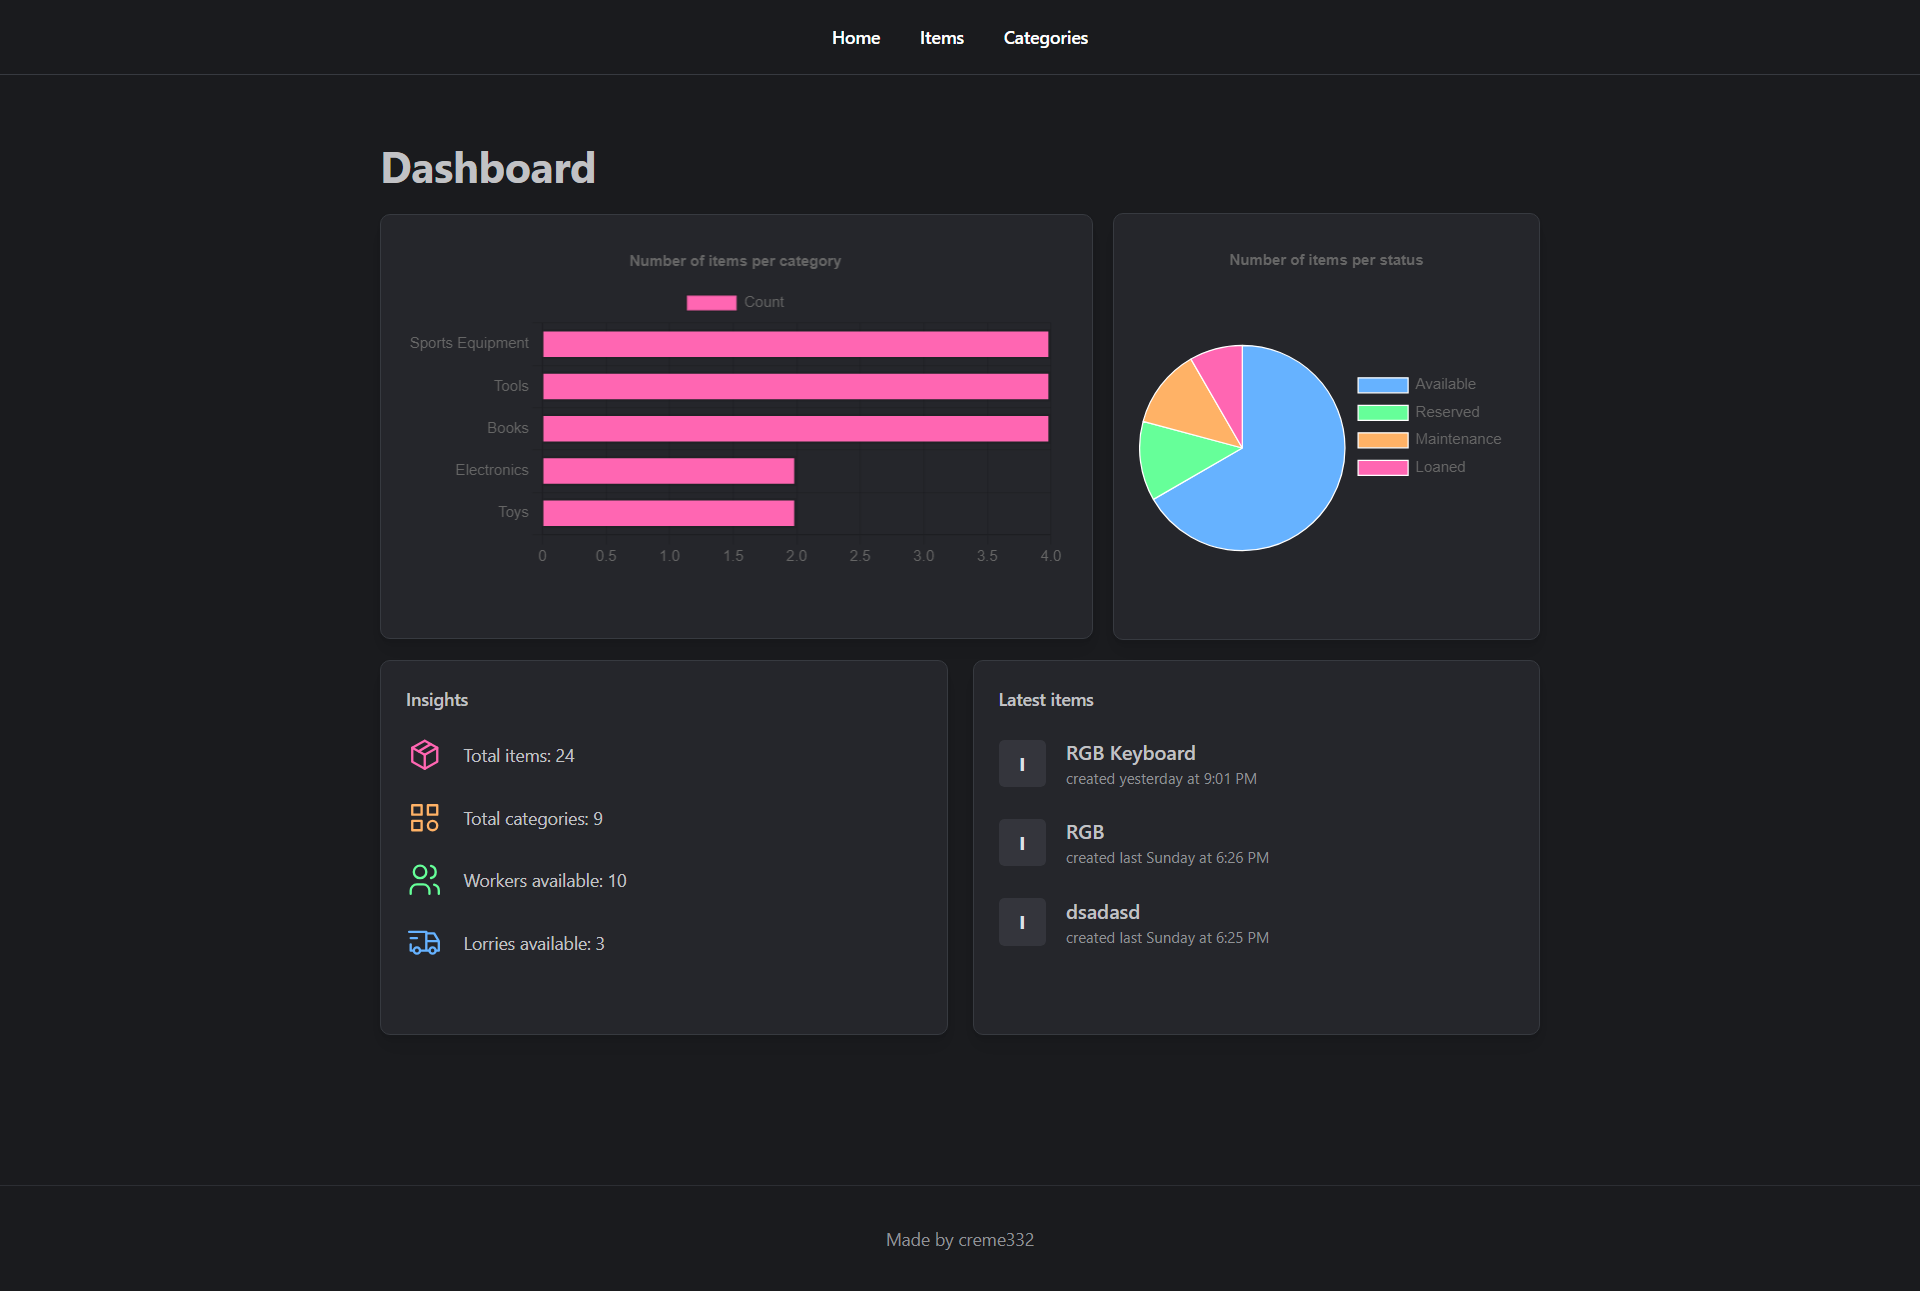 Home Items Categories
Dashboard
Number of items per category
Count
Sports Equipment
Tools
Books
Electronics
Toys
0 0.5 1.0 1.5 2.0 2.5 3.0 3.5 4.0
Number of items per status
Available
Reserved
Maintenance
Loaned
Insights
Total items: 24
Total categories: 9
Workers available: 10
Lorries available: 3
Latest items
I
RGB Keyboard
created yesterday at 9:01 PM
I
RGB
created last Sunday at 6:26 PM
I
dsadasd
created last Sunday at 6:25 PM
Made by creme332